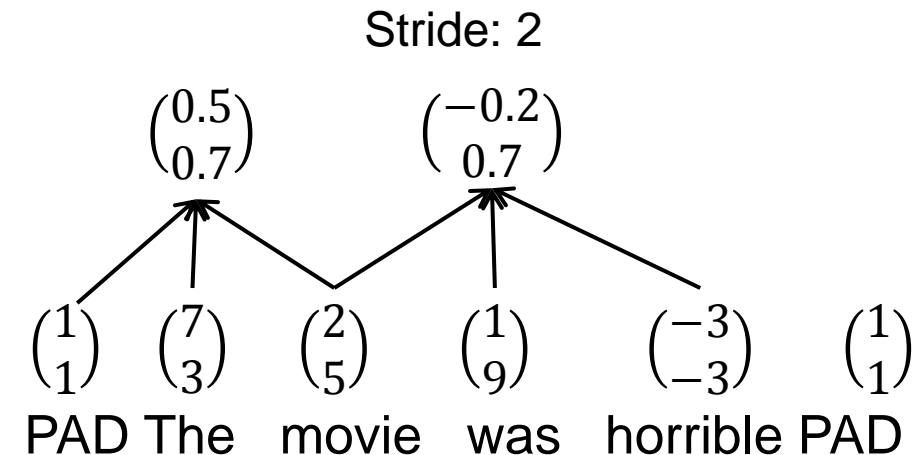 Stride: 2
(0.5 0.7) (−0.2 0.7)
(1 1) (7 3) (2 5) (1 9) (−3 −3) (1 1)
PAD The movie was horrible PAD